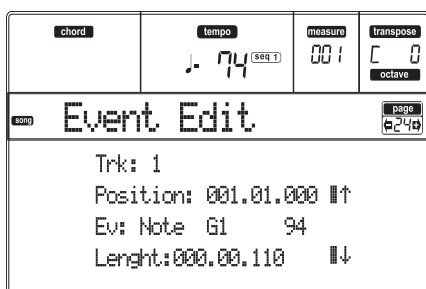 chord tempo measure transpose
♩= 74 seq 1 001 C 0
octave
song Event Edit page
24
Trk: 1
Position: 001.01.000 ↑
Ev: Note G1 94
Lenght:000.00.110 ↓